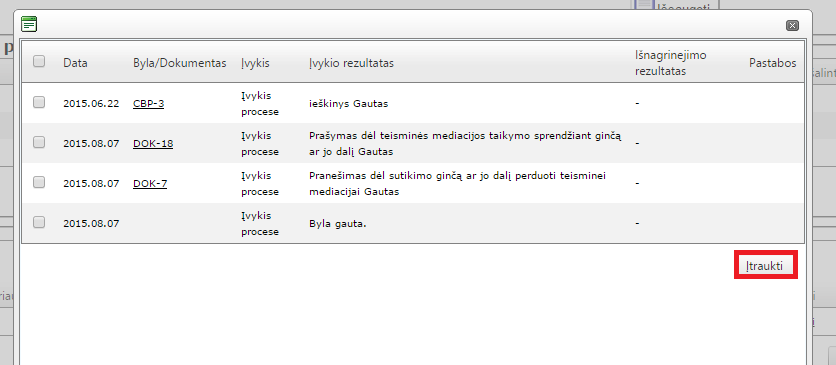 Išsaugoti
p
Data Byla/Dokumentas Įvykis Įvykio rezultatas Išnagrinejimo rezultatas Pastabos
2015.06.22 CBP-3 Įvykis procese ieškinys Gautas -
2015.08.07 DOK-18 Įvykis procese Prašymas dėl teisminės mediacijos taikymo sprendžiant ginčą ar jo dalį Gautas -
2015.08.07 DOK-7 Įvykis procese Pranešimas dėl sutikimo ginčą ar jo dalį perduoti teisminei mediacijai Gautas -
2015.08.07 Įvykis procese Byla gauta. -
Įtraukti